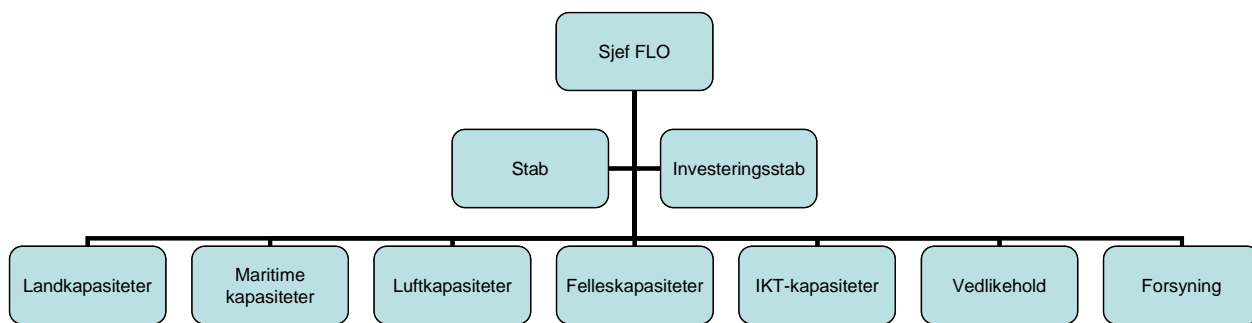 Sjef FLO
Stab
Investeringsstab
Landkapasiteter
Maritime
kapasiteter
Luftkapasiteter
Felleskapasiteter
IKT-kapasiteter
Vedlikehold
Forsyning